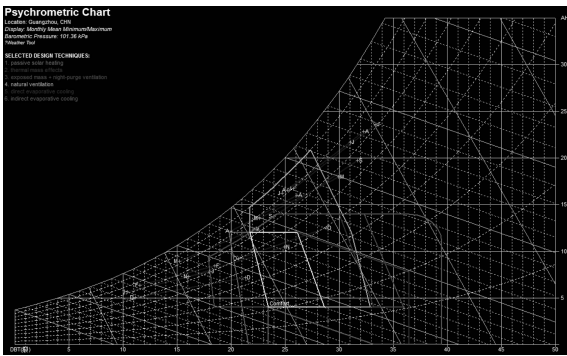 Psychrometric Chart
Location: Guangzhou, CHN
Display: Monthly Mean Minimum/Maximum
Barometric Pressure: 101.36 kPa
SELECTED DESIGN TECHNIQUES:
1. passive solar heating
2. thermal mass effects
3. exposed mass + night purge ventilation
4. natural ventilation
5. direct evaporative cooling
6. indirect evaporative cooling
AH
30
25
20
15
10
5
Comfort
5
10
15
20
25
30
35
40
45
50